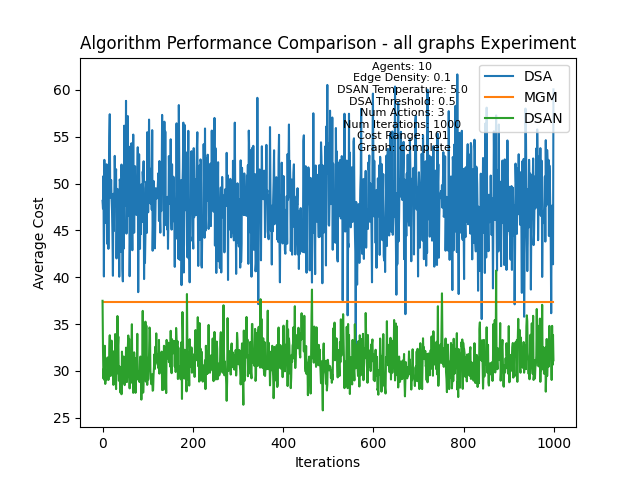 Algorithm Performance Comparison - all graphs Experiment
Agents: 10
Edge Density: 0.1
DSAN Temperature: 5.0
DSA Threshold: 0.5
Num Actions: 3
Num Iterations: 1000
Cost Range: 101
Graph: complete
DSA
MGM
DSAN
Average Cost
60
55
50
45
40
35
30
25
0
200
400
600
800
1000
Iterations